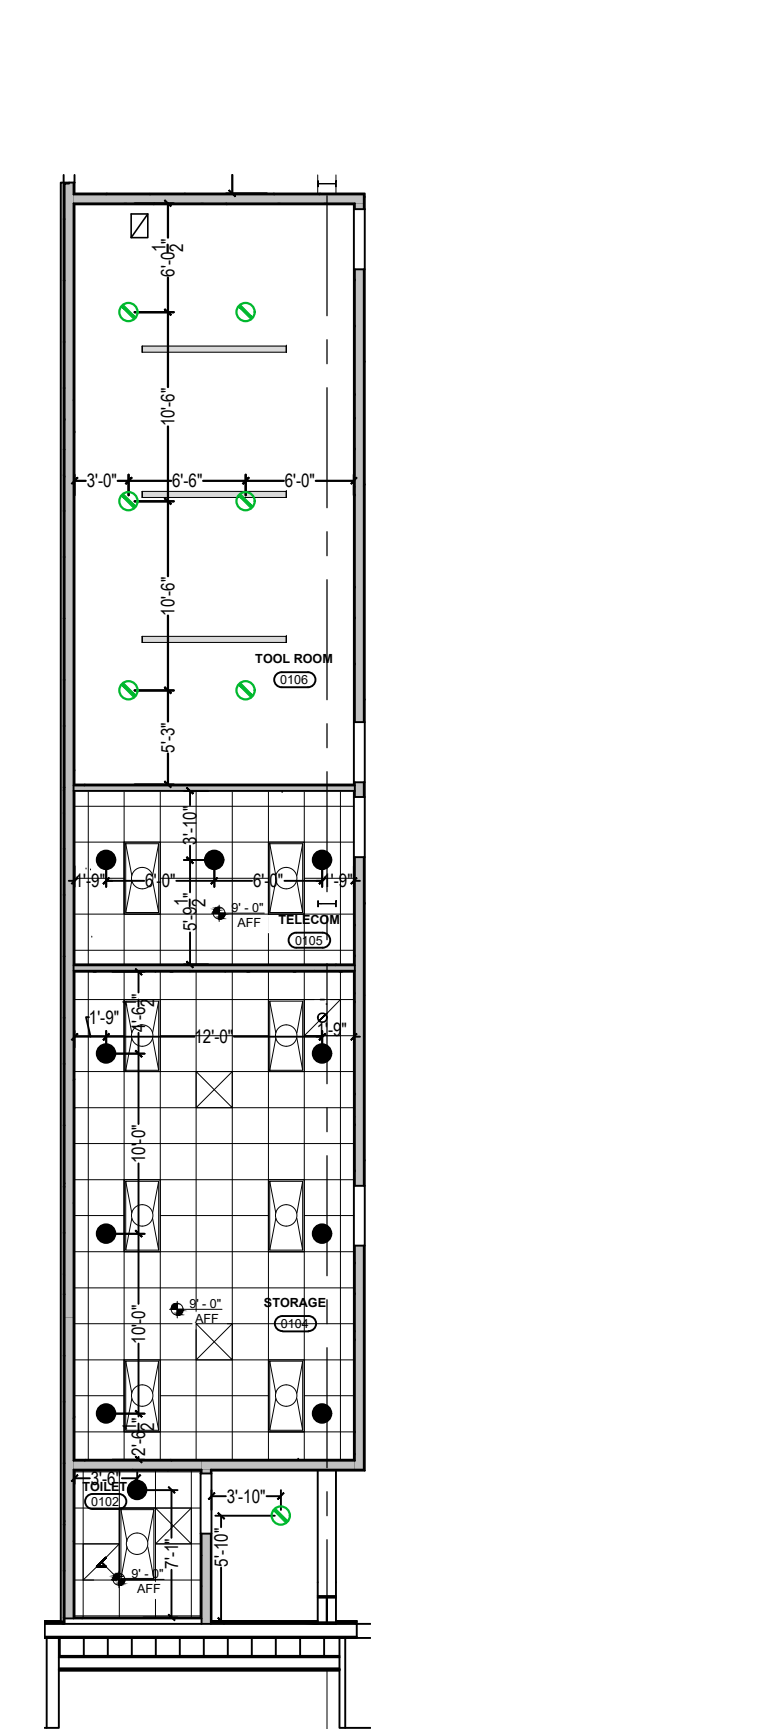 6'-0 1/2"
10'-6"
3'-0"
6'-6"
6'-0"
10'-6"
TOOL ROOM
0106
5'-3"
3'-10"
1'-9"
6'-0"
6'-0"
1'-9"
5'-9 1/2"
9' - 0"
AFF
TELECOM
0105
4'-6 1/2"
1'-9"
12'-0"
1'-9"
10'-0"
9' - 0"
AFF
STORAGE
0104
10'-0"
2'-6 1/2"
3'-6"
TOILET
0102
3'-10"
5'-10"
7'-1"
9' - 0"
AFF
A